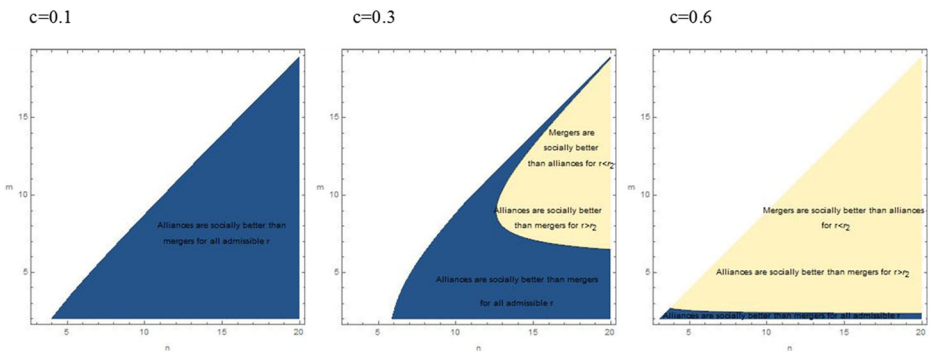 c=0.1
c=0.3
c=0.6
15
10
5
m
5
10
15
20
n
Alliances are socially better than
mergers for all admissible r
15
10
5
m
5
10
15
20
n
Mergers are
socially better
than alliances for r<r2
Alliances are socially better
than mergers for r>r2
Alliances are socially better than mergers
for all admissible r
15
10
5
m
5
10
15
20
n
Mergers are socially better than alliances
for r<r2
Alliances are socially better than mergers for r>r2
Alliances are socially better than mergers for all admissible r